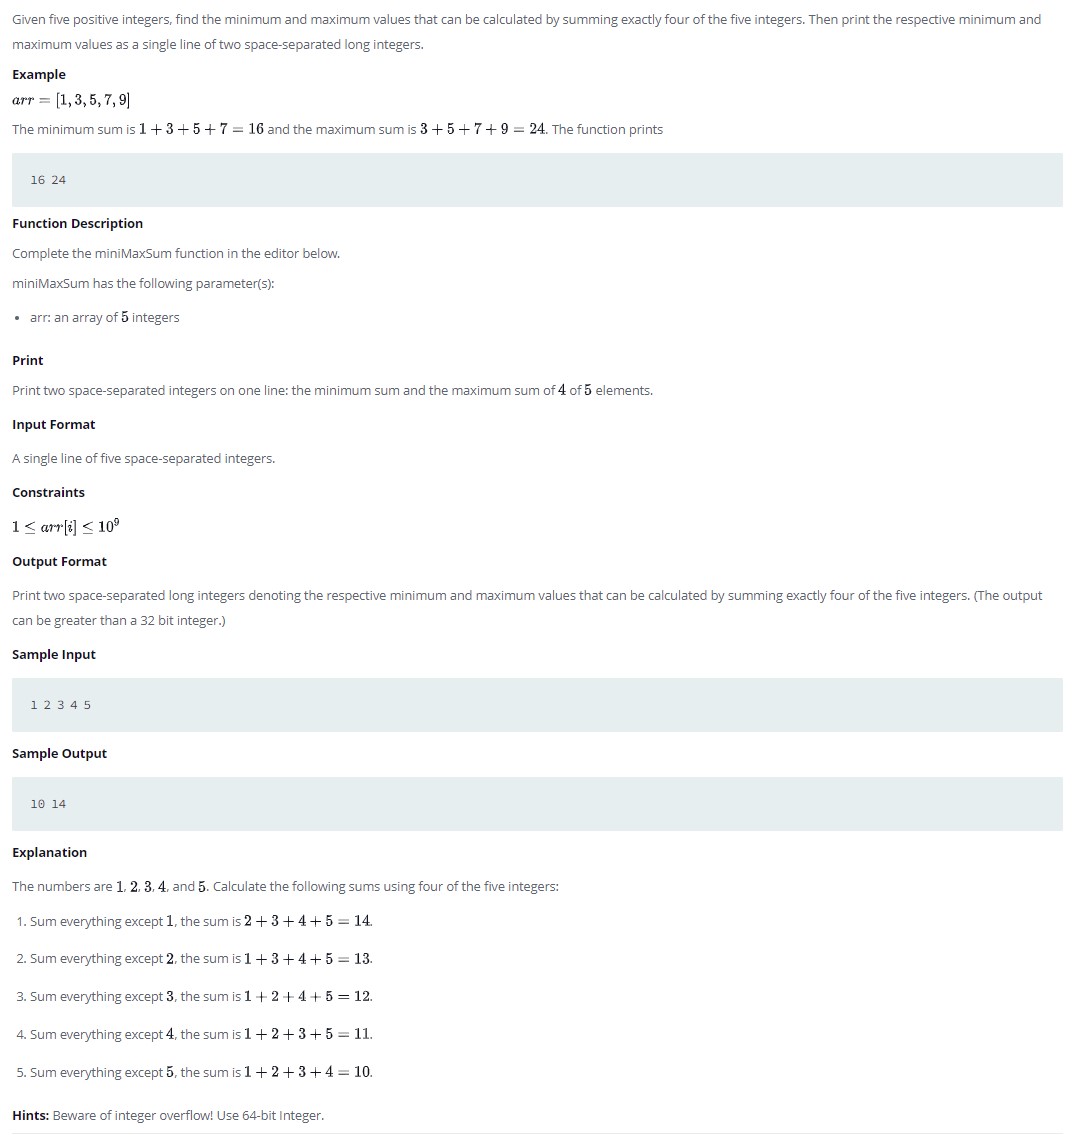 Given five positive integers, find the minimum and maximum values that can be calculated by summing exactly four of the five integers. Then print the respective minimum and
maximum values as a single line of two space-separated long integers.
Example
arr = [1, 3, 5, 7, 9]
The minimum sum is 1 + 3 + 5 + 7 = 16 and the maximum sum is 3 + 5 + 7 + 9 = 24. The function prints
16 24
Function Description
Complete the miniMaxSum function in the editor below.
miniMaxSum has the following parameter(s):
• arr: an array of 5 integers
Print
Print two space-separated integers on one line: the minimum sum and the maximum sum of 4 of 5 elements.
Input Format
A single line of five space-separated integers.
Constraints
1 ≤ arr[i] ≤ 10⁹
Output Format
Print two space-separated long integers denoting the respective minimum and maximum values that can be calculated by summing exactly four of the five integers. (The output
can be greater than a 32 bit integer.)
Sample Input
1 2 3 4 5
Sample Output
10 14
Explanation
The numbers are 1, 2, 3, 4, and 5. Calculate the following sums using four of the five integers:
1. Sum everything except 1, the sum is 2 + 3 + 4 + 5 = 14.
2. Sum everything except 2, the sum is 1 + 3 + 4 + 5 = 13.
3. Sum everything except 3, the sum is 1 + 2 + 4 + 5 = 12.
4. Sum everything except 4, the sum is 1 + 2 + 3 + 5 = 11.
5. Sum everything except 5, the sum is 1 + 2 + 3 + 4 = 10.
Hints: Beware of integer overflow! Use 64-bit Integer.